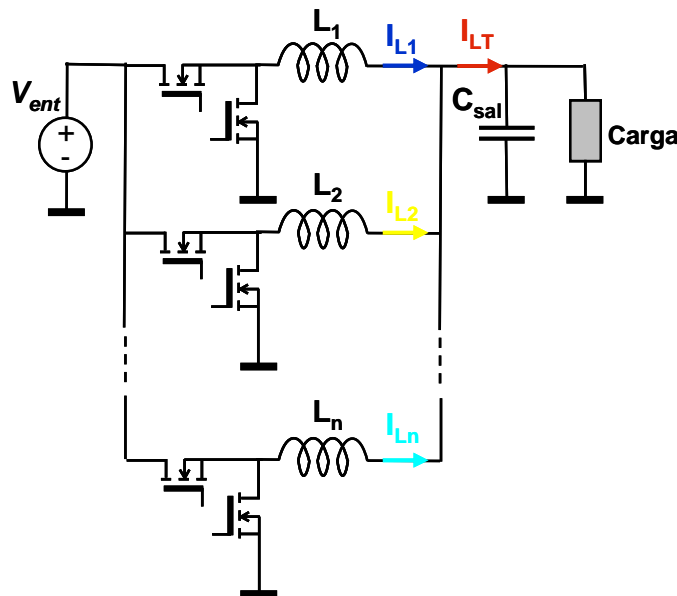 L1
IL1
ILT
Vent
+
-
Csal
Carga
L2
IL2
Ln
ILn